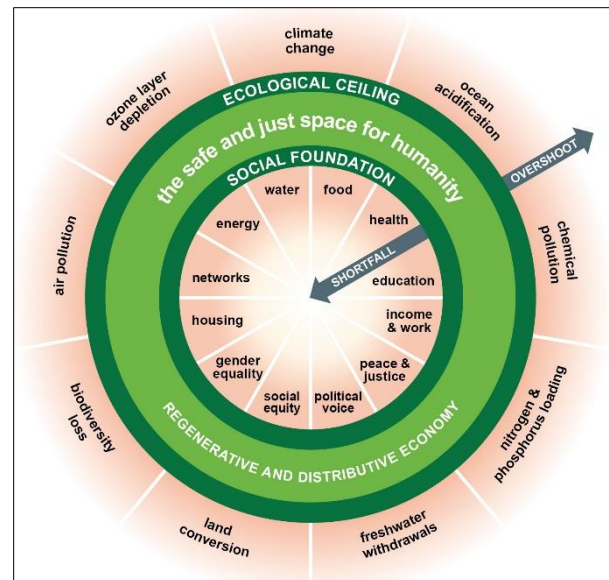 climate
change
ocean
acidification
chemical
pollution
nitrogen &
phosphorus loading
freshwater
withdrawals
land
conversion
biodiversity
loss
air pollution
ozone layer
depletion
OVERSHOOT
ECOLOGICAL CEILING
the safe and just space for humanity
SOCIAL FOUNDATION
water
food
health
SHORTFALL
education
income
& work
peace &
justice
political
voice
social
equity
gender
equality
housing
networks
energy
REGENERATIVE AND DISTRIBUTIVE ECONOMY